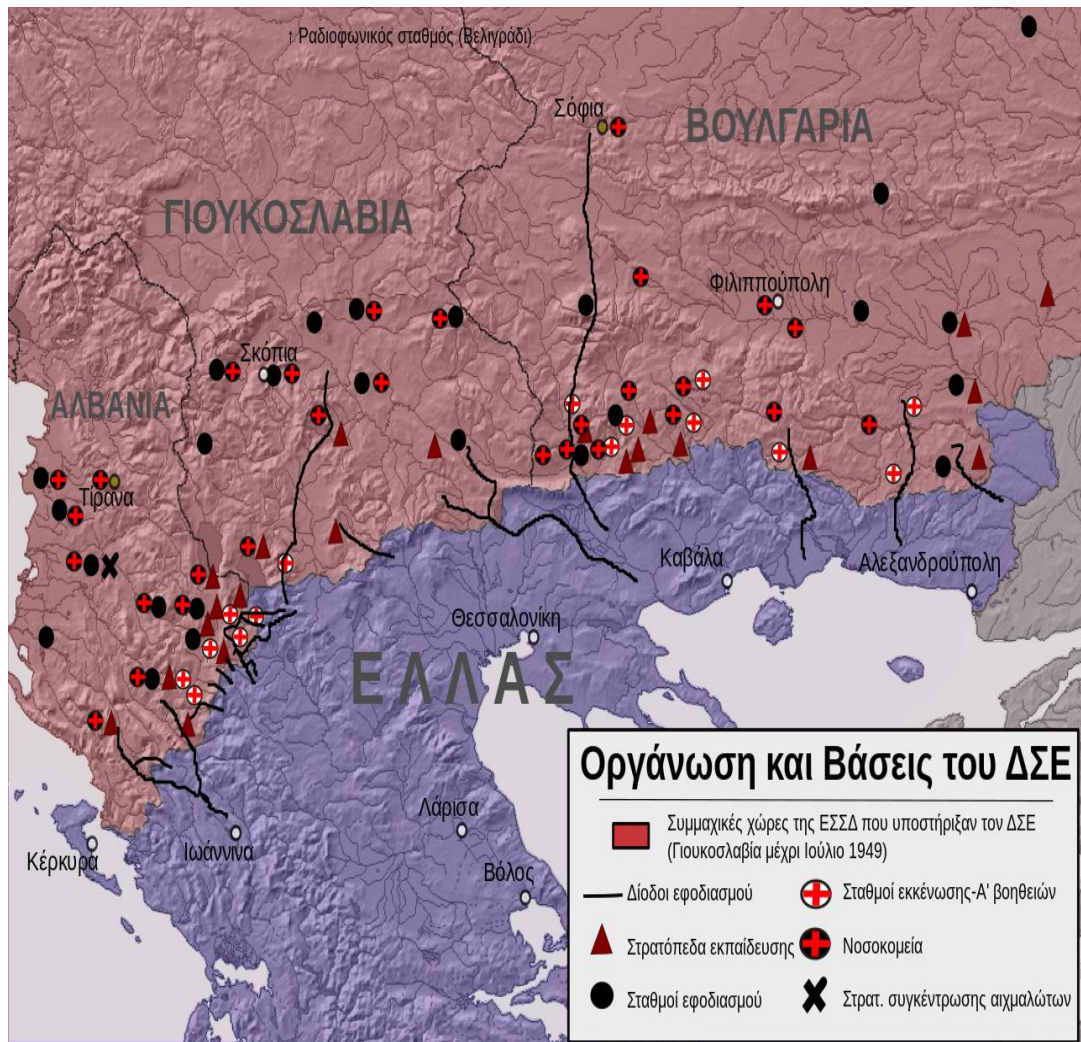 ↑ Ραδιοφωνικός σταθμός (Βελιγράδι)
Σόφια
ΒΟΥΛΓΑΡΙΑ
ΓΙΟΥΚΟΣΛΑΒΙΑ
Φιλιππούπολη
Σκόπια
ΑΛΒΑΝΙΑ
Τίρανα
Καβάλα
Αλεξανδρούπολη
Θεσσαλονίκη
ΕΛΛΑΣ
Λάρισα
Ιωάννινα
Κέρκυρα
Βόλος
Οργάνωση και Βάσεις του ΔΣΕ
Συμμαχικές χώρες της ΕΣΣΔ που υποστήριξαν τον ΔΣΕ
(Γιουκοσλαβία μέχρι Ιούλιο 1949)
Δίοδοι εφοδιασμού
Σταθμοί εκκένωσης-Α' βοηθειών
Στρατόπεδα εκπαίδευσης
Νοσοκομεία
Σταθμοί εφοδιασμού
Στρατ. συγκέντρωσης αιχμαλώτων